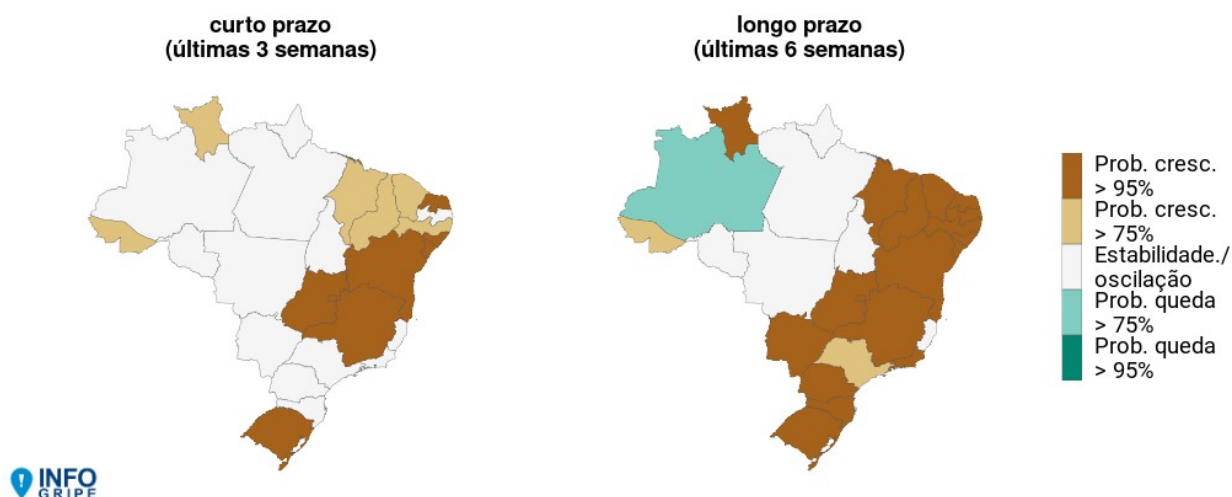 curto prazo
(últimas 3 semanas)
longo prazo
(últimas 6 semanas)
Prob. cresc.
> 95%
Prob. cresc.
> 75%
Estabilidade./
oscilação
Prob. queda
> 75%
Prob. queda
> 95%
INFO
GRIPE